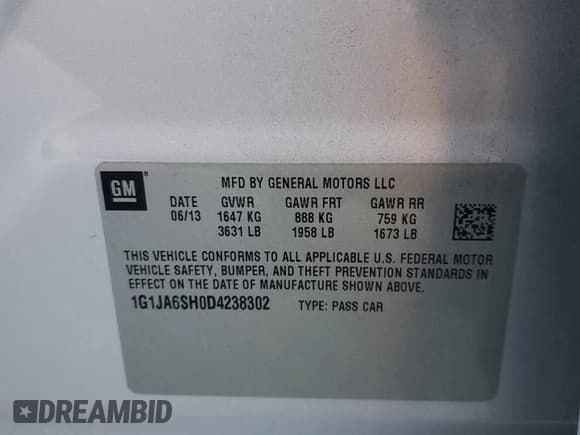 GM
MFD BY GENERAL MOTORS LLC
DATE GVWR GAWR FRT GAWR RR
06/13 1647 KG 888 KG 759 KG
3631 LB 1958 LB 1673 LB
THIS VEHICLE CONFORMS TO ALL APPLICABLE U.S. FEDERAL MOTOR
VEHICLE SAFETY, BUMPER, AND THEFT PREVENTION STANDARDS IN
EFFECT ON THE DATE OF MANUFACTURE SHOWN ABOVE.
1G1JA6SH0D4238302 TYPE: PASS CAR
DREAMBID